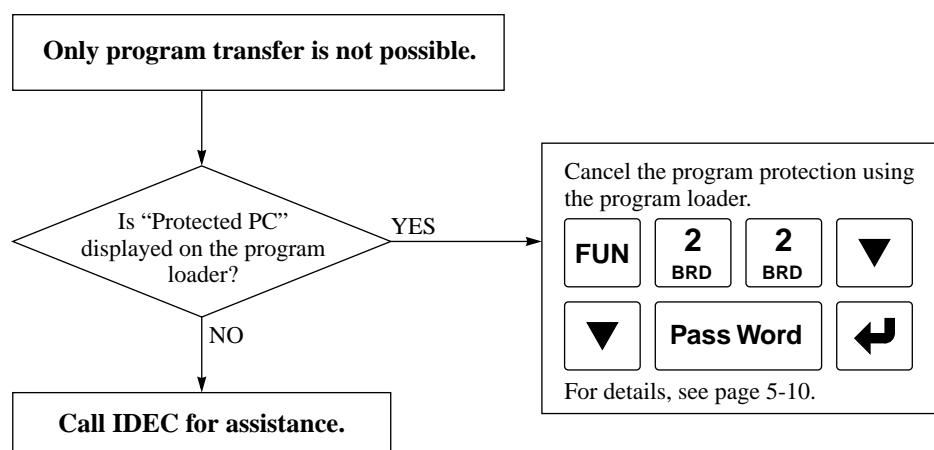 Only program transfer is not possible.
Is “Protected PC”
displayed on the program
loader?
YES
Cancel the program protection using
the program loader.
FUN
2
BRD
2
BRD
Pass Word
For details, see page 5-10.
NO
Call IDEC for assistance.